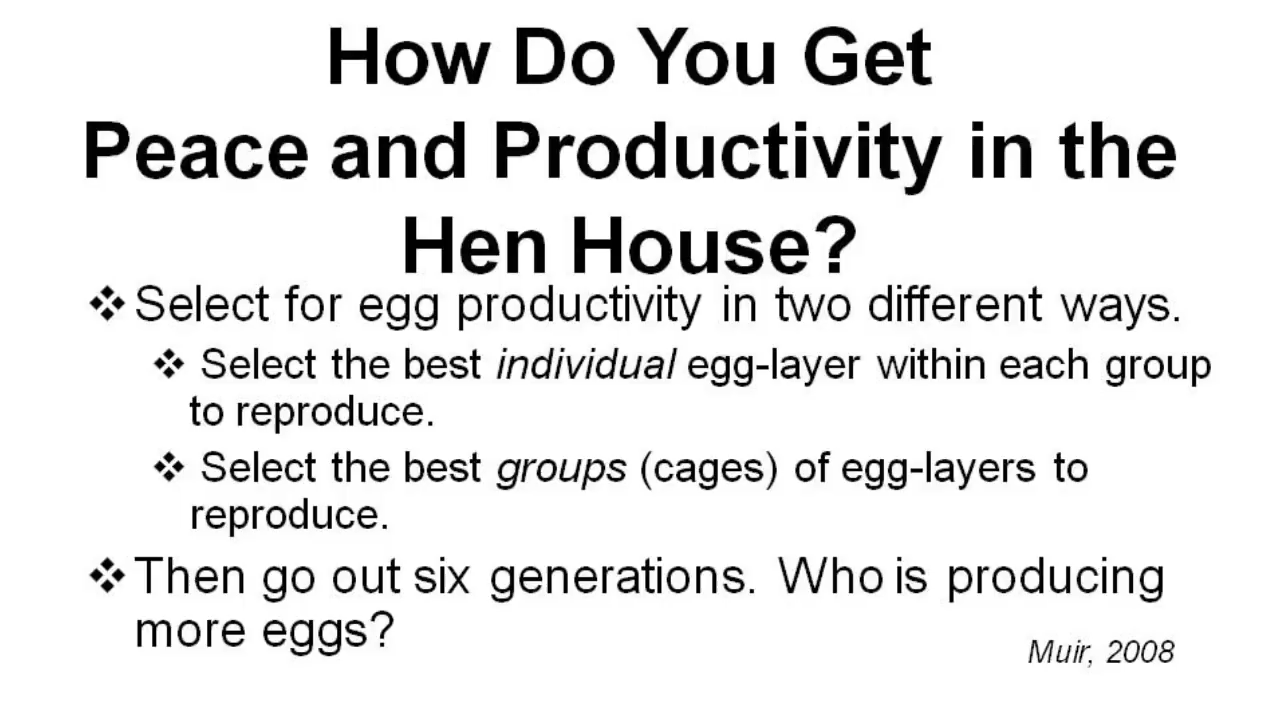 How Do You Get
Peace and Productivity in the
Hen House?
❖ Select for egg productivity in two different ways.
❖ Select the best individual egg-layer within each group
to reproduce.
❖ Select the best groups (cages) of egg-layers to
reproduce.
❖ Then go out six generations. Who is producing
more eggs?
Muir, 2008